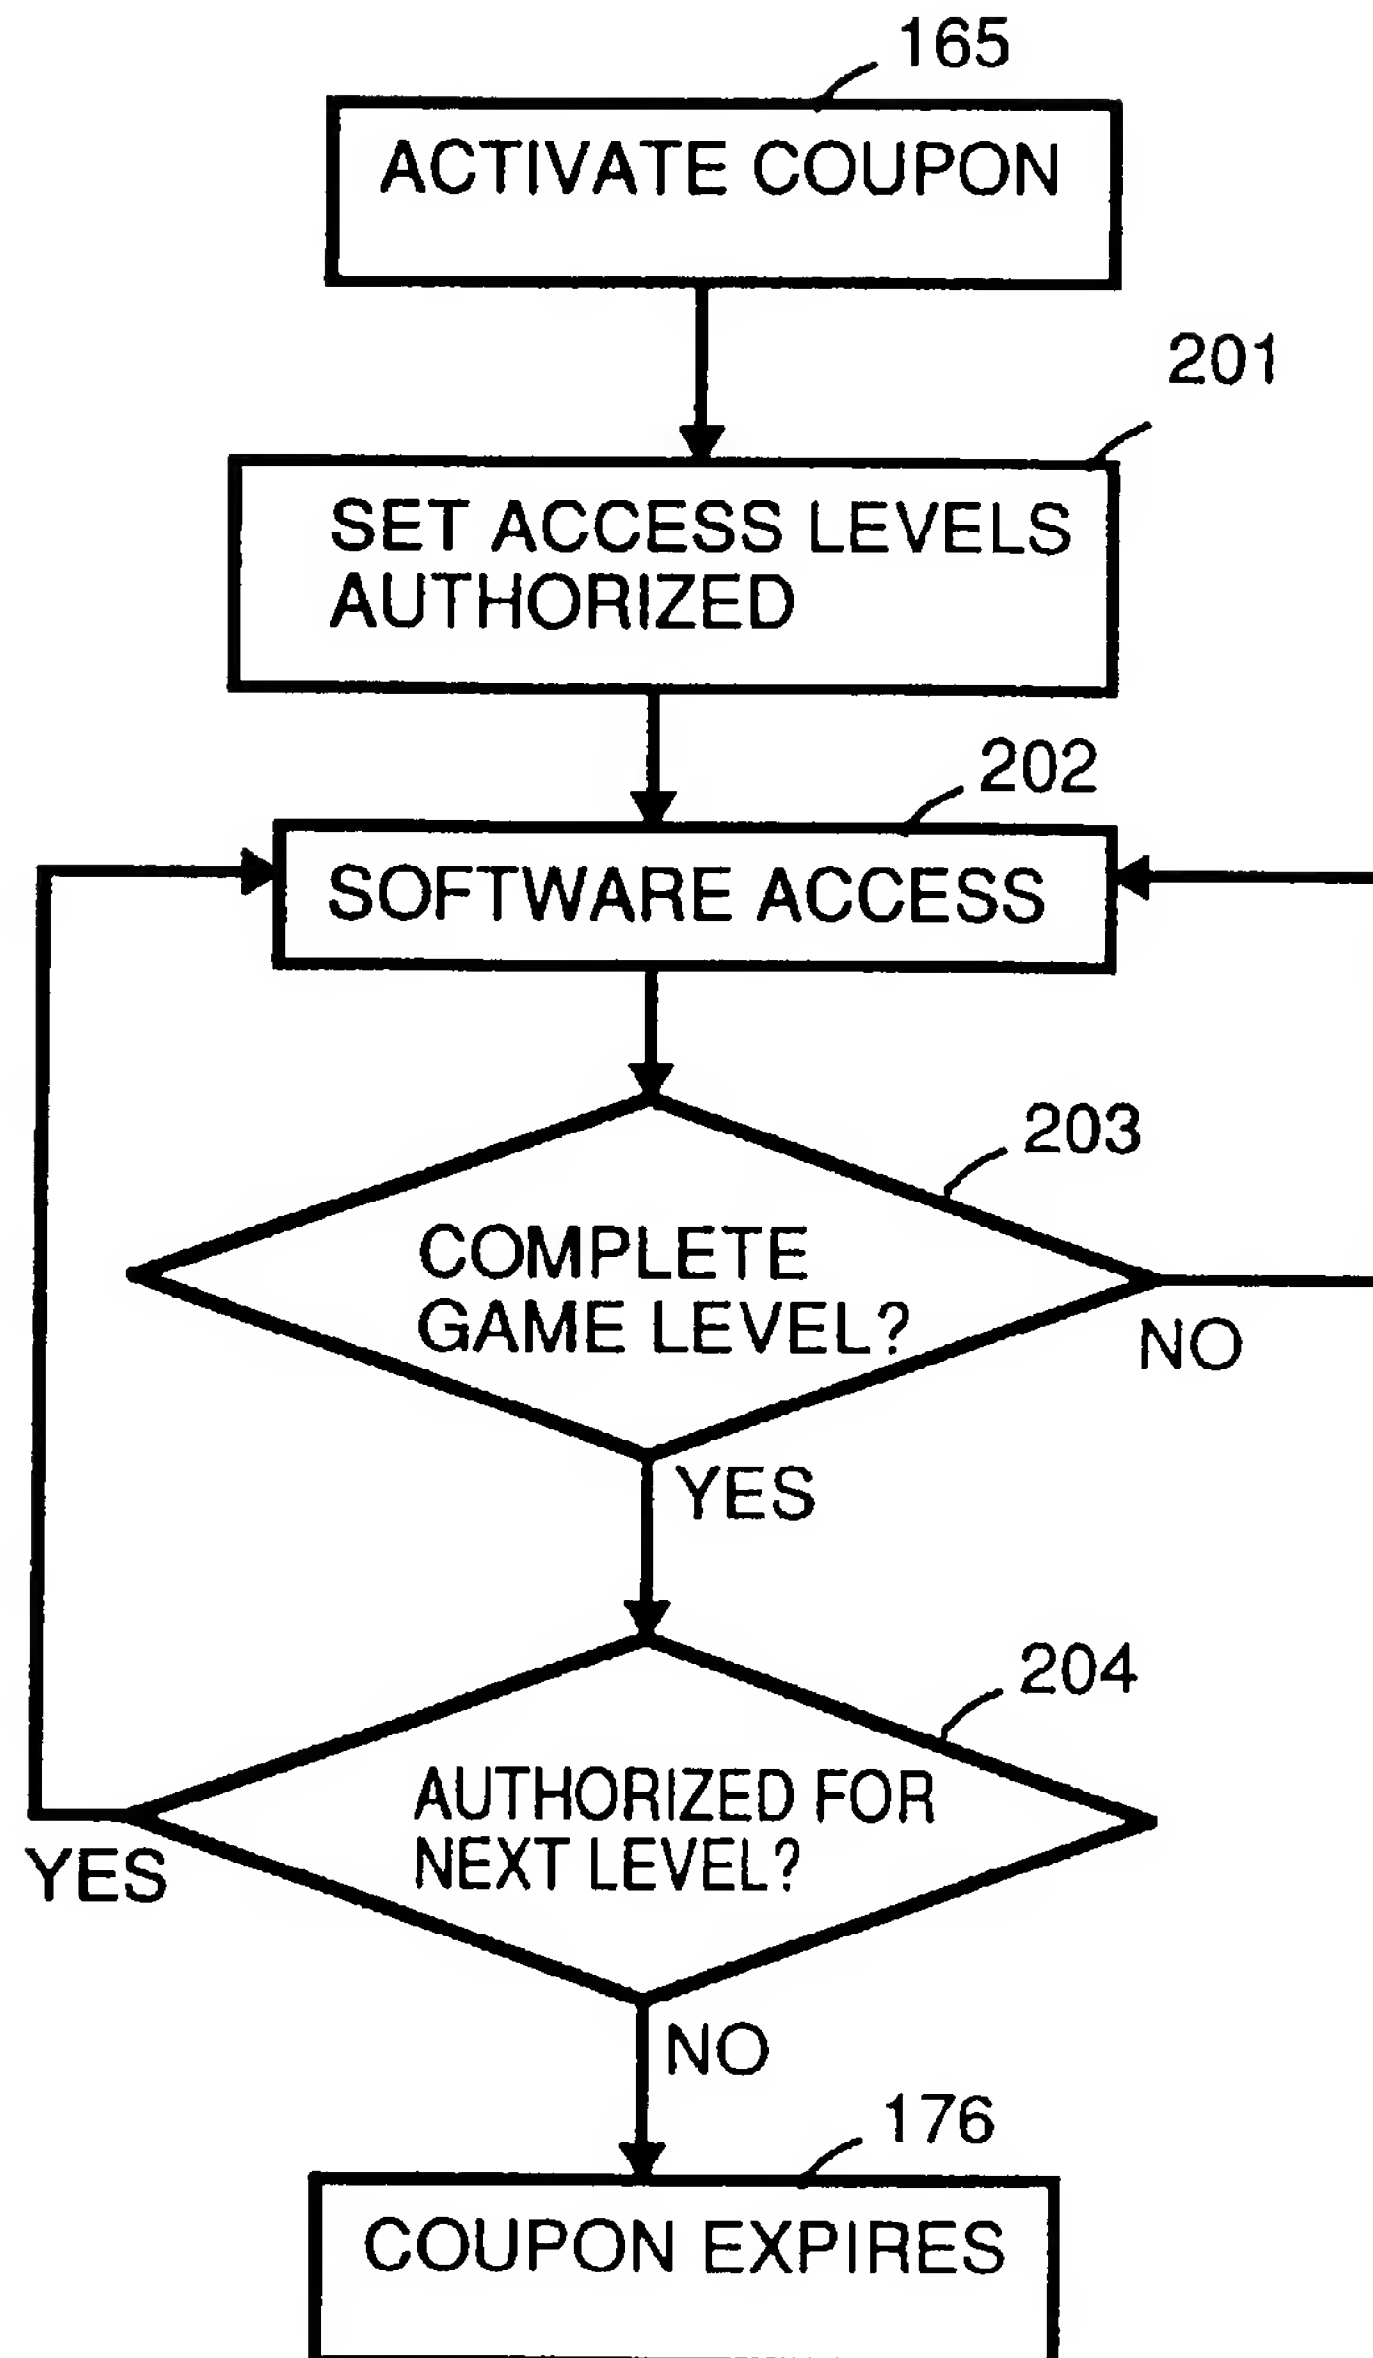 165
ACTIVATE COUPON
201
SET ACCESS LEVELS
AUTHORIZED
202
SOFTWARE ACCESS
203
COMPLETE
GAME LEVEL?
NO
YES
204
AUTHORIZED FOR
NEXT LEVEL?
YES
NO
176
COUPON EXPIRES